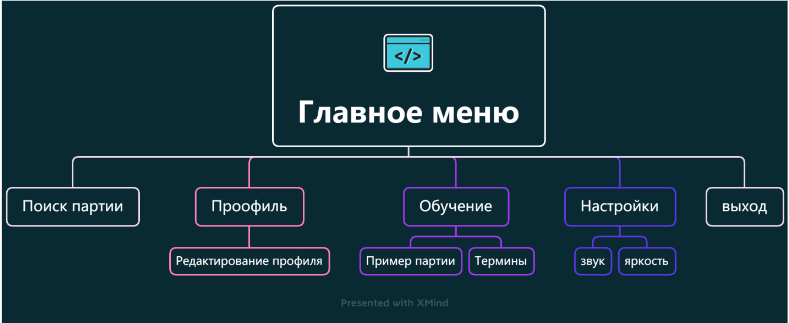 </>
Главное меню
Поиск партии
Проофиль
Обучение
Настройки
выход
Редактирование профиля
Пример партии
Термины
звук
яркость
Presented with XMind